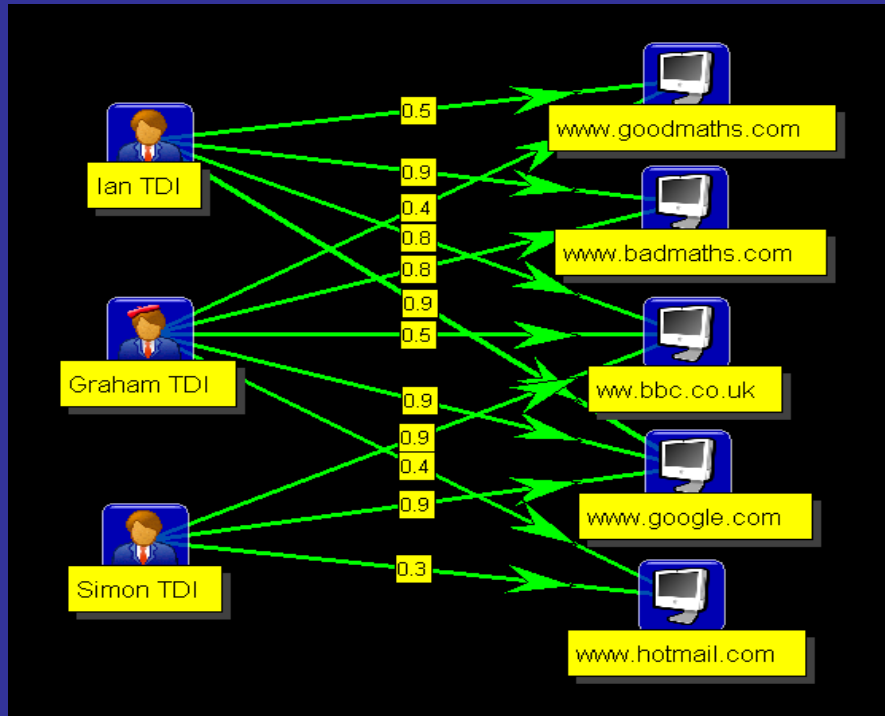 www.goodmaths.com
0.5
Ian TDI
0.9
0.4
0.8
www.badmaths.com
0.8
0.9
0.5
Graham TDI
ww.bbc.co.uk
0.9
0.9
0.4
0.9
www.google.com
0.3
Simon TDI
www.hotmail.com